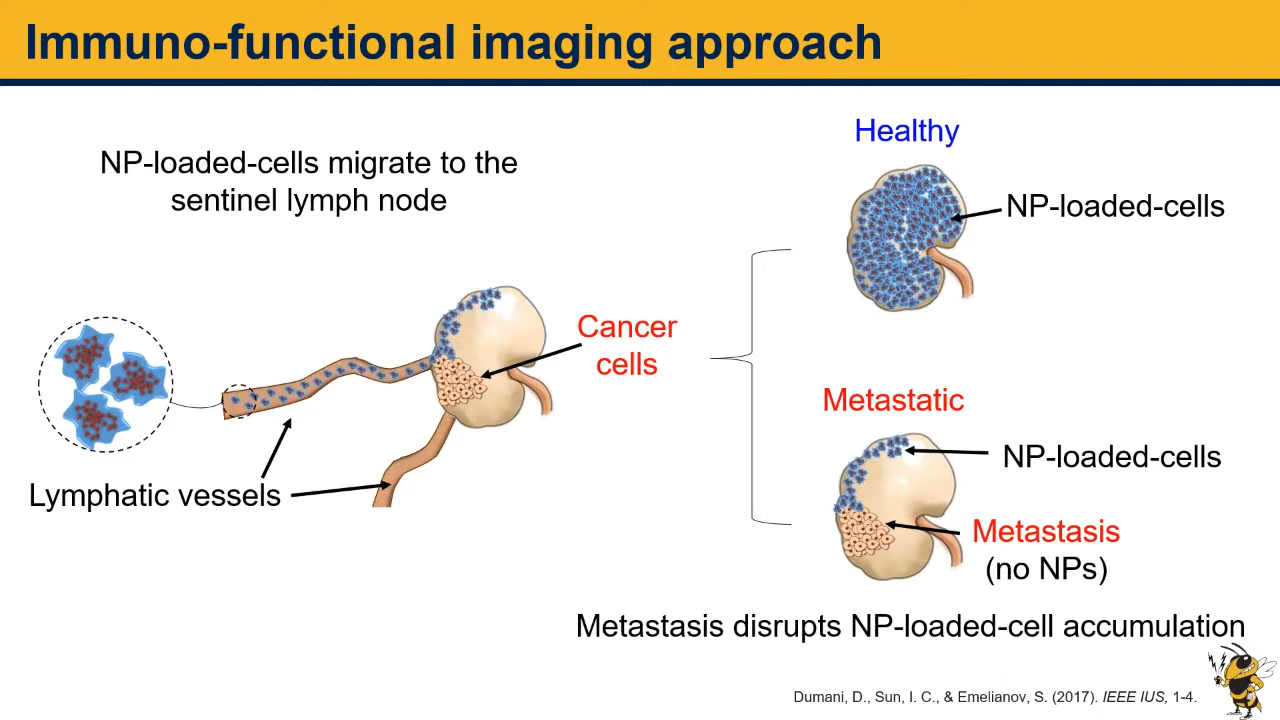 Immuno-functional imaging approach
NP-loaded-cells migrate to the
sentinel lymph node
Cancer
cells
Lymphatic vessels
Healthy
NP-loaded-cells
Metastatic
NP-loaded-cells
Metastasis
(no NPs)
Metastasis disrupts NP-loaded-cell accumulation
Dumani, D., Sun, I. C., & Emelianov, S. (2017). IEEE IUS, 1-4.